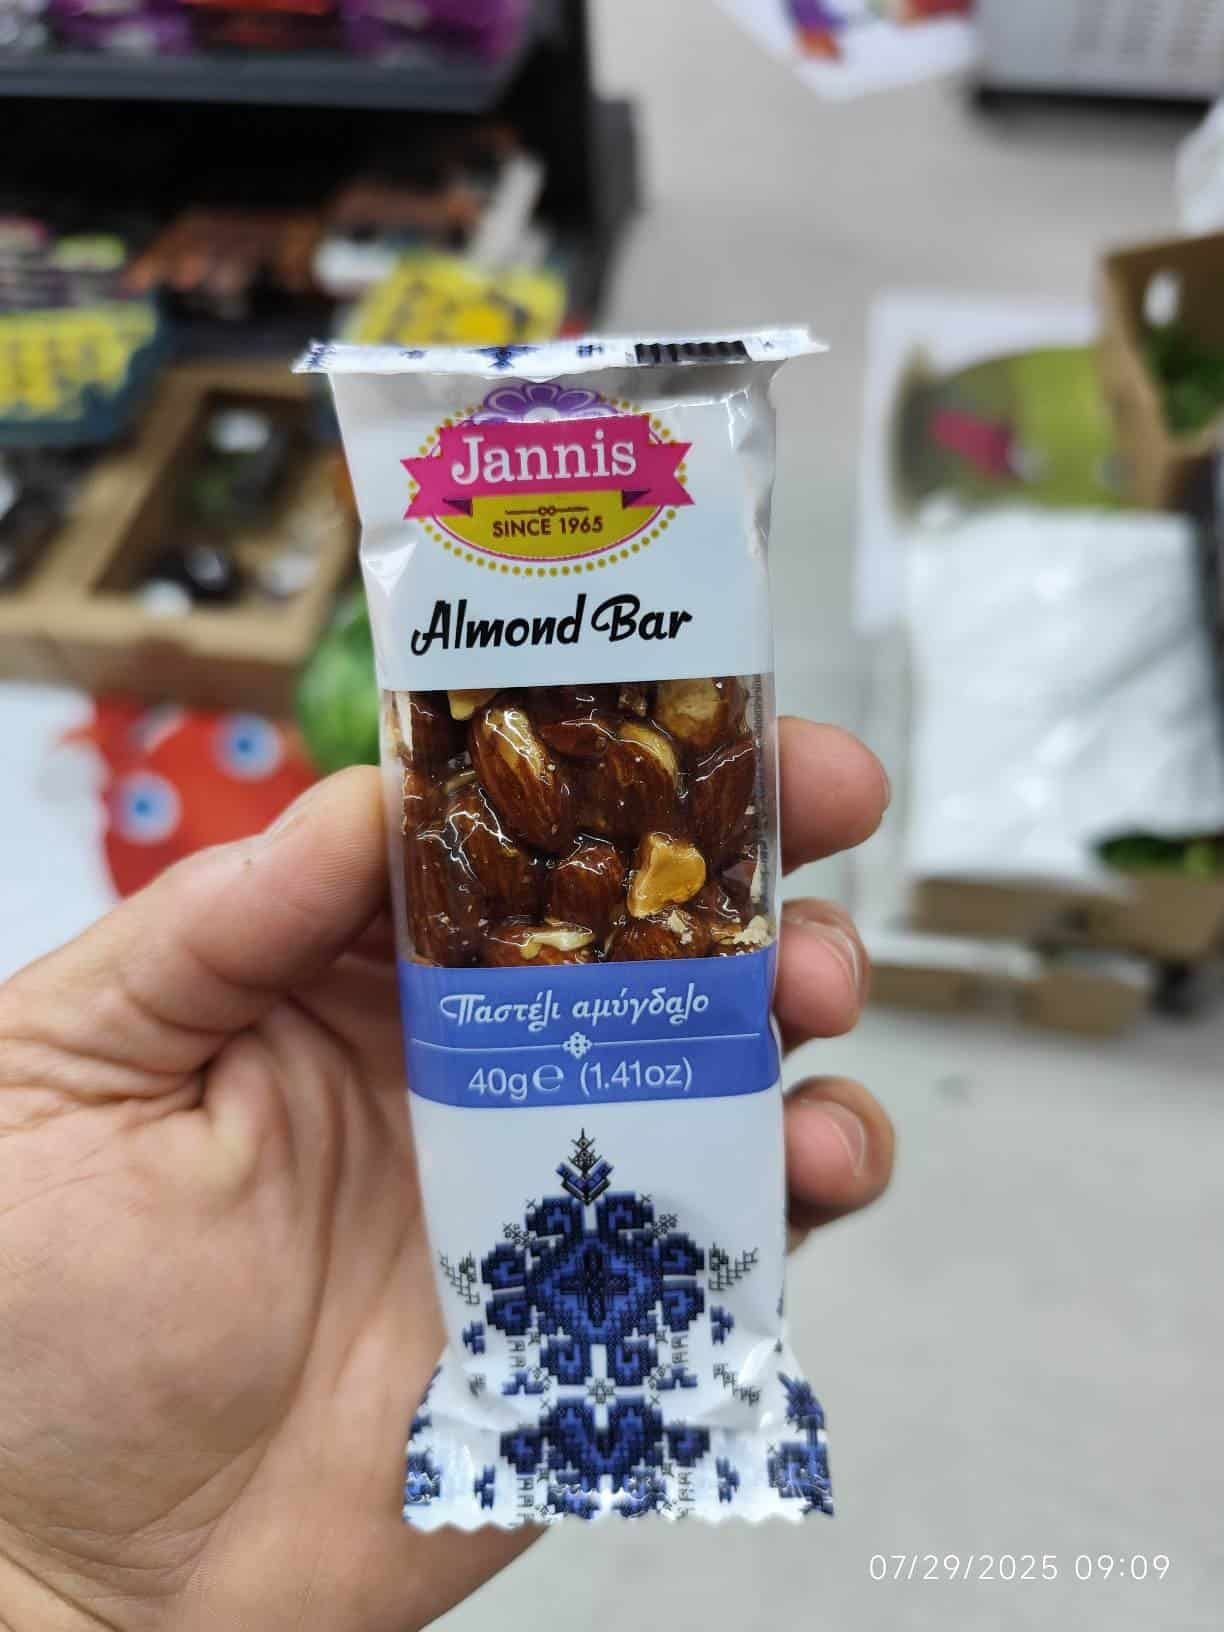 Jannis
SINCE 1965
Almond Bar
Παστέλι αμύγδαλο
40g℮ (1.41oz)
07/29/2025 09:09